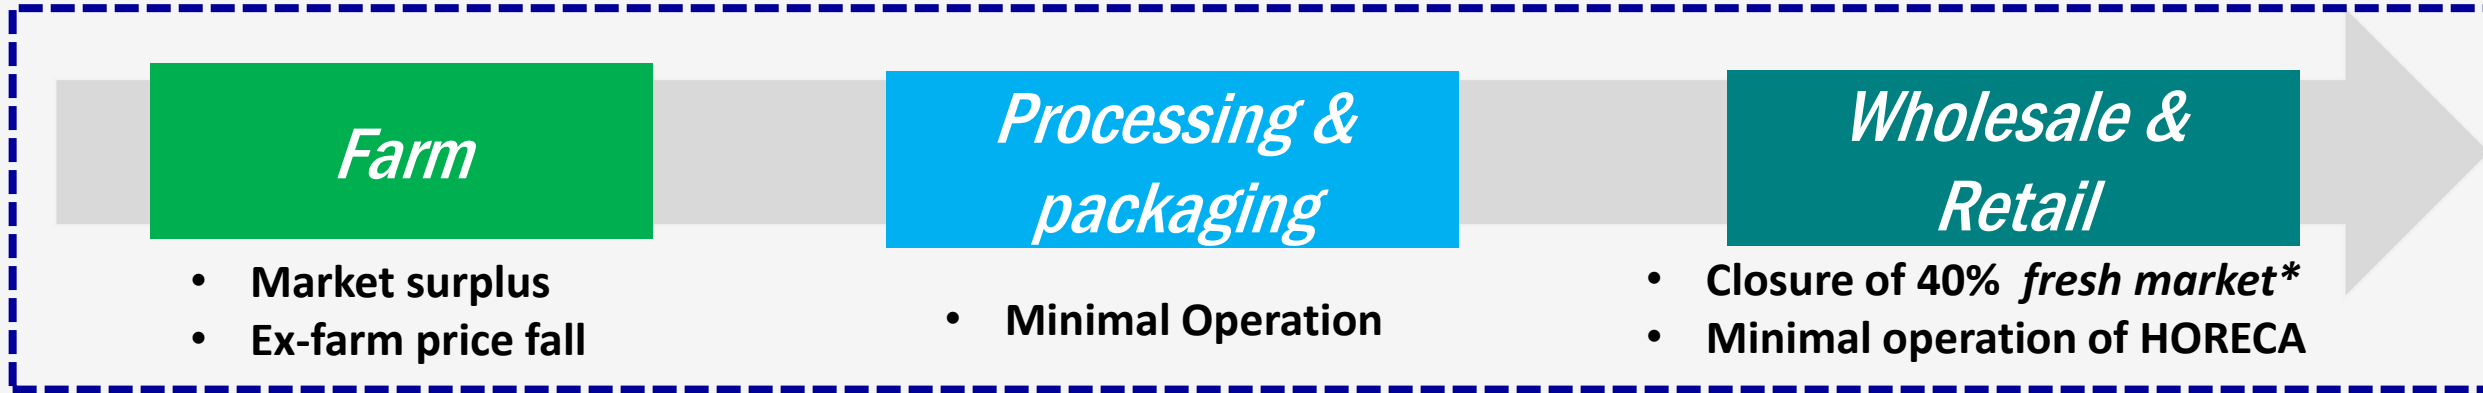 Farm
• Market surplus
• Ex-farm price fall
Processing &
packaging
• Minimal Operation
Wholesale &
Retail
• Closure of 40% fresh market*
• Minimal operation of HORECA